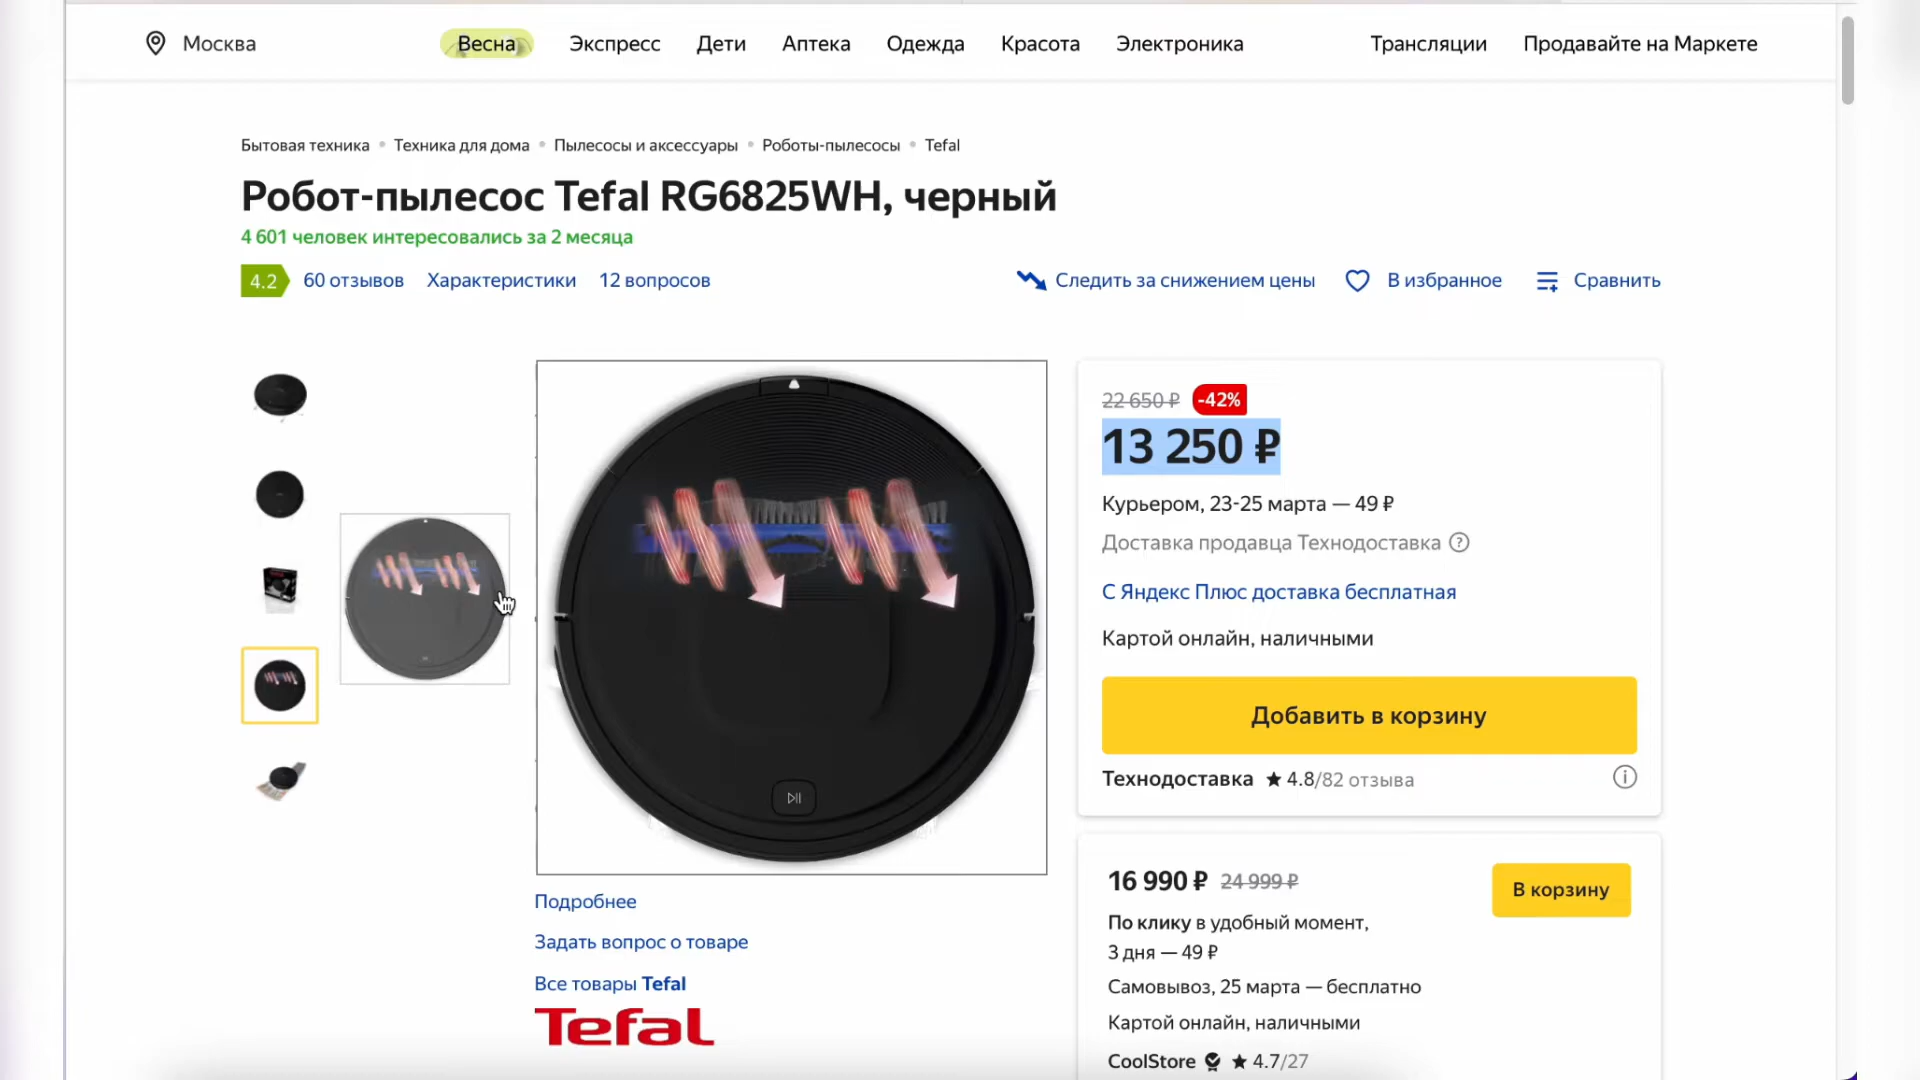 Москва
Весна
Экспресс
Дети
Аптека
Одежда
Красота
Электроника
Трансляции
Продавайте на Маркете
Бытовая техника • Техника для дома • Пылесосы и аксессуары • Роботы-пылесосы • Tefal
Робот-пылесос Tefal RG6825WH, черный
4 601 человек интересовались за 2 месяца
4.2 60 отзывов Характеристики 12 вопросов
Следить за снижением цены
В избранное
Сравнить
22 650 ₽ -42%
13 250 ₽
Курьером, 23-25 марта — 49 ₽
Доставка продавца Технодоставка ?
С Яндекс Плюс доставка бесплатная
Картой онлайн, наличными
Добавить в корзину
Технодоставка ★ 4.8/82 отзыва
Подробнее
Задать вопрос о товаре
Все товары Tefal
Tefal
16 990 ₽ 24 999 ₽
В корзину
По клику в удобный момент,
3 дня — 49 ₽
Самовывоз, 25 марта — бесплатно
Картой онлайн, наличными
CoolStore ★ 4.7/27